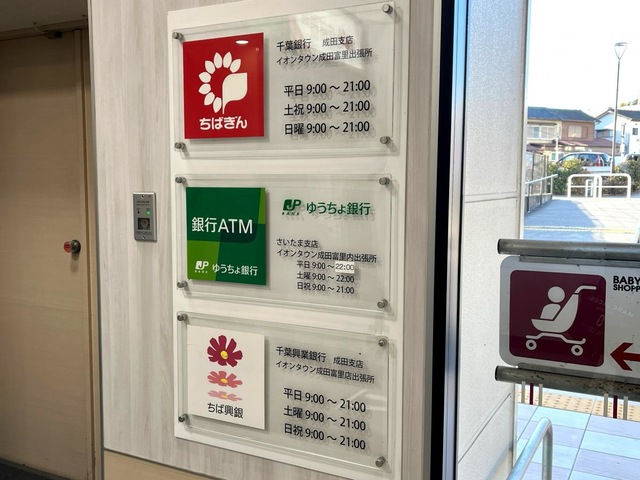 千葉銀行 成田支店
イオンタウン成田富里出張所
平日 9:00 ～ 21:00
土祝 9:00 ～ 21:00
日曜 9:00 ～ 21:00
ちばぎん
銀行ATM
JP BANK ゆうちょ銀行
JP BANK ゆうちょ銀行
さいたま支店
イオンタウン成田富里内出張所
平日 9:00 ～ 22:00
土曜 9:00 ～ 22:00
日祝 9:00 ～ 21:00
ちば興銀
千葉興業銀行 成田支店
イオンタウン成田富里店出張所
平日 9:00 ～ 21:00
土曜 9:00 ～ 21:00
日祝 9:00 ～ 21:00
BABY
SHOPP